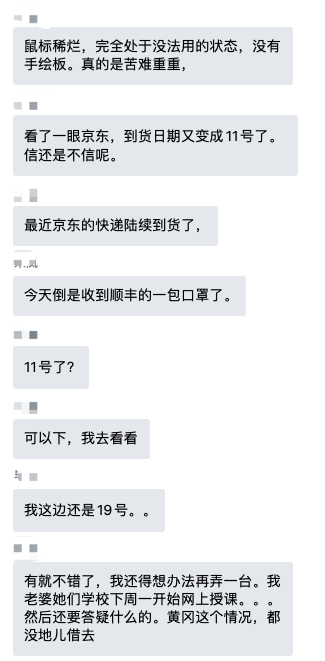 鼠标稀烂，完全处于没法用的状态，没有
手绘板。真的是苦难重重，
看了一眼京东，到货日期又变成11号了。
信还是不信呢。
最近京东的快递陆续到货了，
今天倒是收到顺丰的一包口罩了。
11号了？
可以下，我去看看
我这边还是19号。。
有就不错了，我还得想办法再弄一台。我
老婆她们学校下周一开始网上授课。。。
然后还要答疑什么的。黄冈这个情况，都
没地儿借去